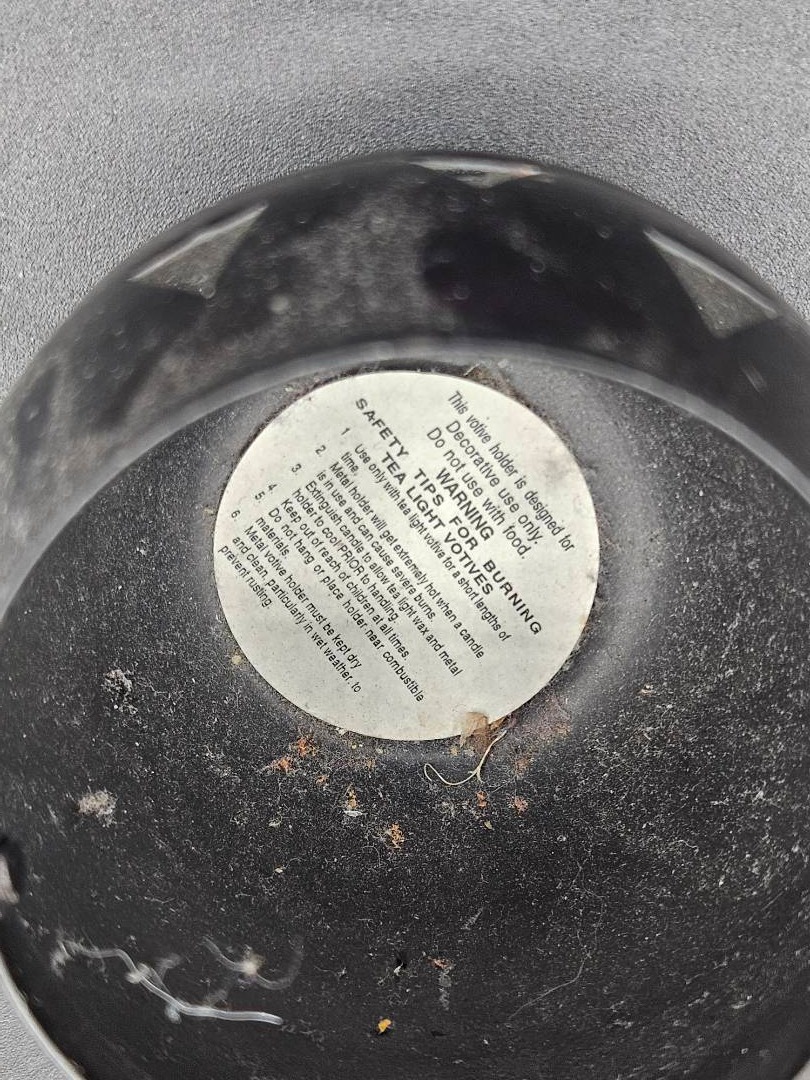 This votive holder is designed for
Decorative use only.
Do not use with food.
WARNING
SAFETY TIPS FOR BURNING
TEA LIGHT VOTIVES
1 Use only with tea light votive for a short lengths of
time.
2 Metal holder will get extremely hot when a candle
is in use and can cause severe burns.
3 Extinguish candle to allow tea light wax and metal
holder to cool PRIOR to handling.
4 Keep out of reach of children at all times
5 Do not hang or place holder near combustible
materials.
6 Metal votive holder must be kept dry
and clean, particularly in wet weather, to
prevent rusting.